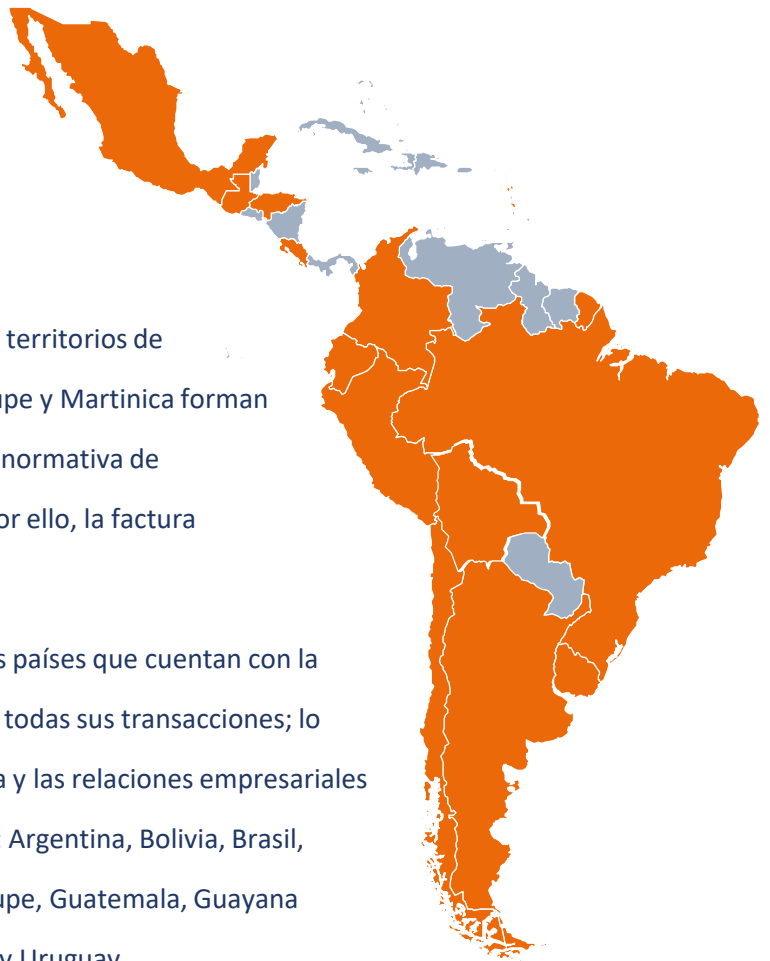 territorios de
upe y Martinica forman
normativa de
or ello, la factura
s países que cuentan con la
todas sus transacciones; lo
a y las relaciones empresariales
: Argentina, Bolivia, Brasil,
upe, Guatemala, Guayana
y Uruguay